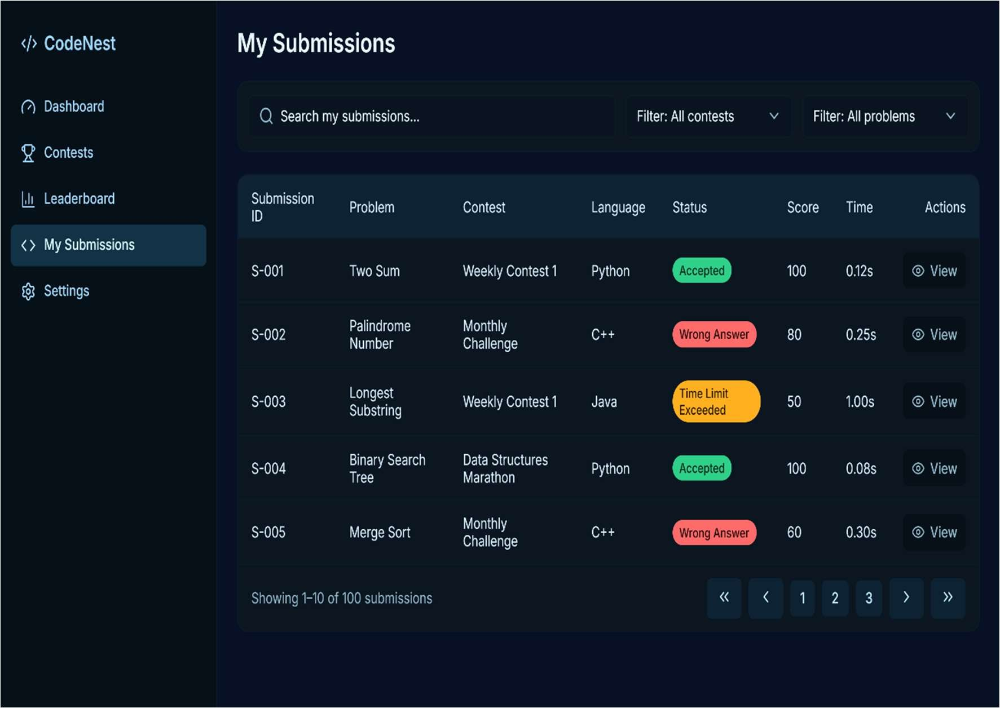 CodeNest
Dashboard
Contests
Leaderboard
My Submissions
Settings
My Submissions
Search my submissions...
Filter: All contests
Filter: All problems
Submission
ID
Problem
Contest
Language
Status
Score
Time
Actions
S-001
Two Sum
Weekly Contest 1
Python
Accepted
100
0.12s
View
S-002
Palindrome
Number
Monthly
Challenge
C++
Wrong Answer
80
0.25s
View
S-003
Longest
Substring
Weekly Contest 1
Java
Time Limit
Exceeded
50
1.00s
View
S-004
Binary Search
Tree
Data Structures
Marathon
Python
Accepted
100
0.08s
View
S-005
Merge Sort
Monthly
Challenge
C++
Wrong Answer
60
0.30s
View
Showing 1–10 of 100 submissions
«
‹
1
2
3
›
»